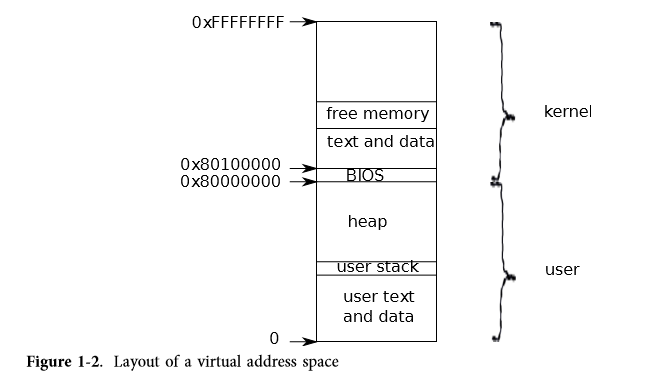 0xFFFFFFFF
kernel
free memory
text and data
0x80100000
BIOS
0x80000000
heap
user stack
user
user text
and data
0
Figure 1-2. Layout of a virtual address space